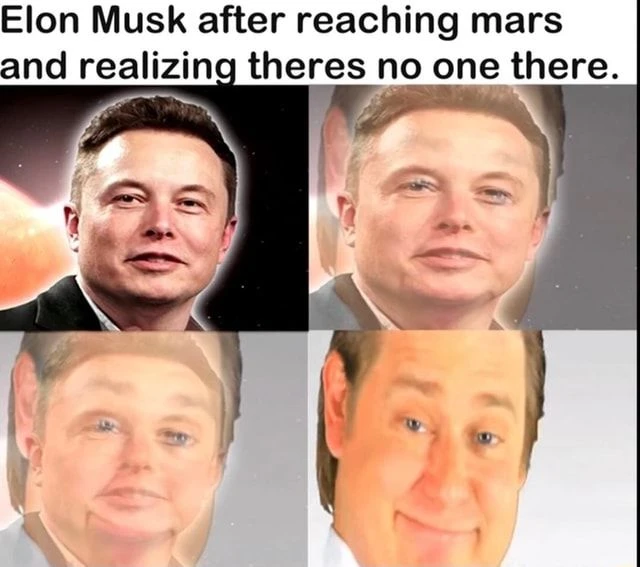 Elon Musk after reaching mars
and realizing theres no one there.